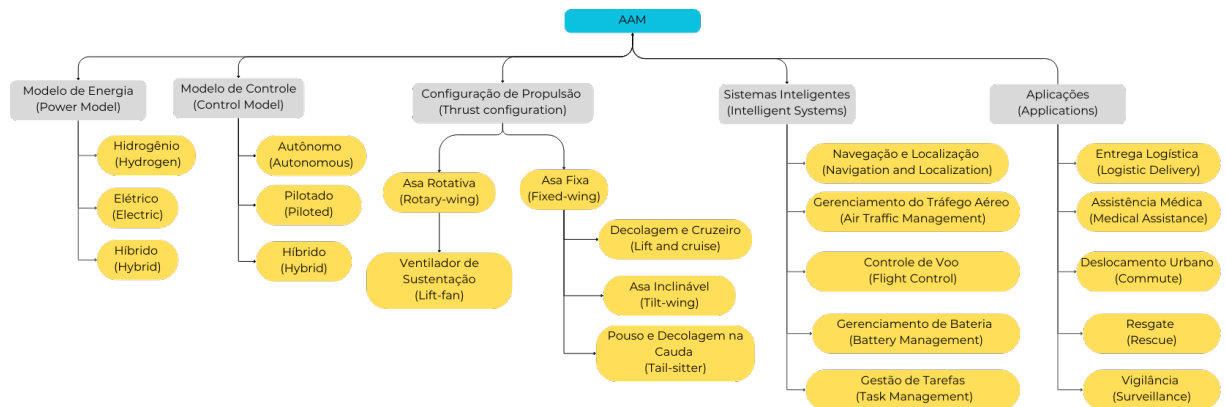 AAM
Modelo de Energia
(Power Model)
Hidrogênio
(Hydrogen)
Elétrico
(Electric)
Híbrido
(Hybrid)
Modelo de Controle
(Control Model)
Autônomo
(Autonomous)
Pilotado
(Piloted)
Híbrido
(Hybrid)
Configuração de Propulsão
(Thrust configuration)
Asa Rotativa
(Rotary-wing)
Ventilador de
Sustentação
(Lift-fan)
Asa Fixa
(Fixed-wing)
Decolagem e Cruzeiro
(Lift and cruise)
Asa Inclinável
(Tilt-wing)
Pouso e Decolagem na
Cauda
(Tail-sitter)
Sistemas Inteligentes
(Intelligent Systems)
Navegação e Localização
(Navigation and Localization)
Gerenciamento do Tráfego Aéreo
(Air Traffic Management)
Controle de Voo
(Flight Control)
Gerenciamento de Bateria
(Battery Management)
Gestão de Tarefas
(Task Management)
Aplicações
(Applications)
Entrega Logística
(Logistic Delivery)
Assistência Médica
(Medical Assistance)
Deslocamento Urbano
(Commute)
Resgate
(Rescue)
Vigilância
(Surveillance)